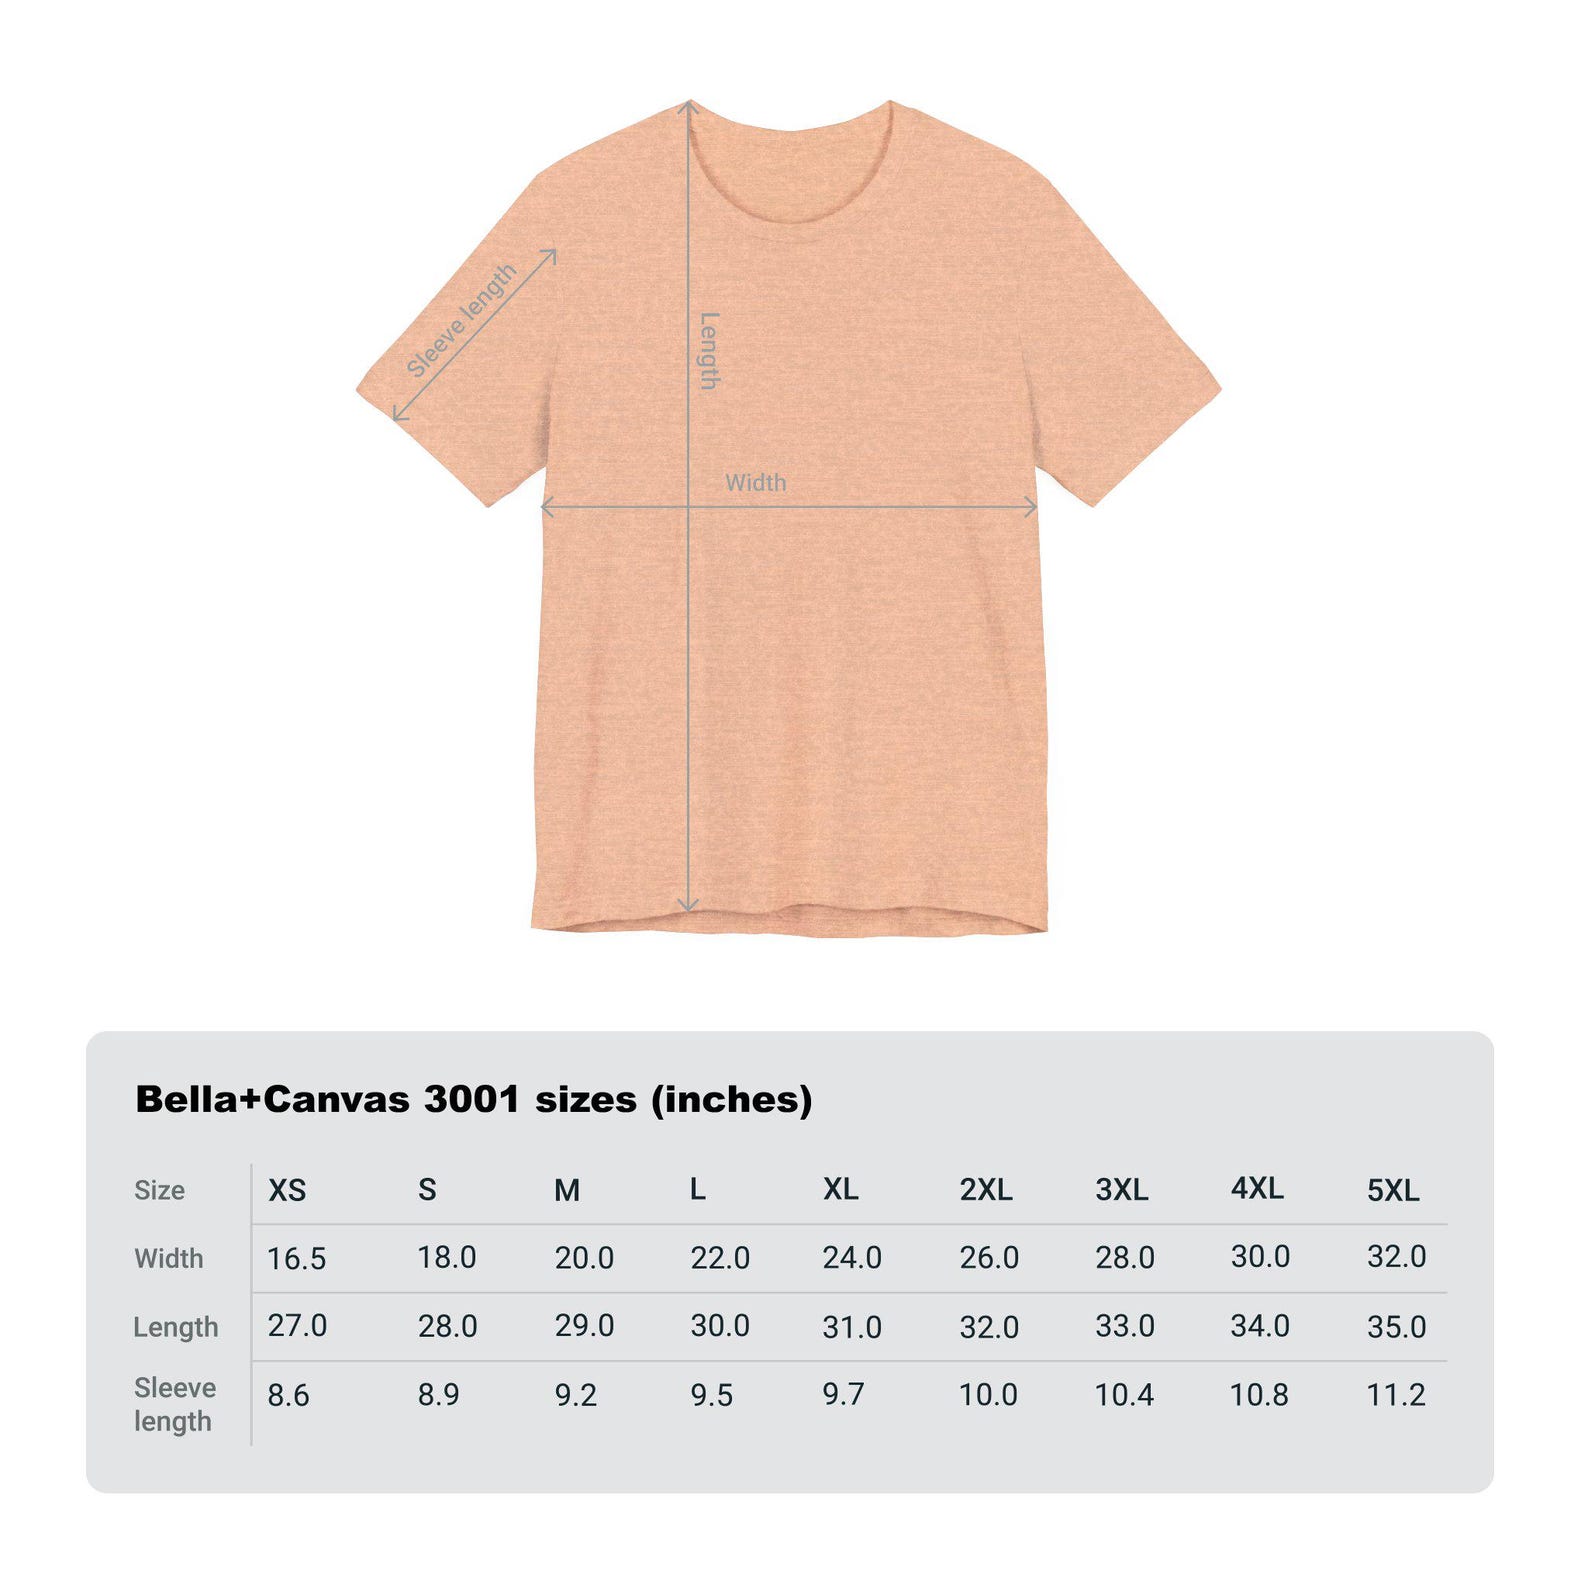 Sleeve length
Length
Width
Bella+Canvas 3001 sizes (inches)
Size XS S M L XL 2XL 3XL 4XL 5XL
Width 16.5 18.0 20.0 22.0 24.0 26.0 28.0 30.0 32.0
Length 27.0 28.0 29.0 30.0 31.0 32.0 33.0 34.0 35.0
Sleeve
length 8.6 8.9 9.2 9.5 9.7 10.0 10.4 10.8 11.2